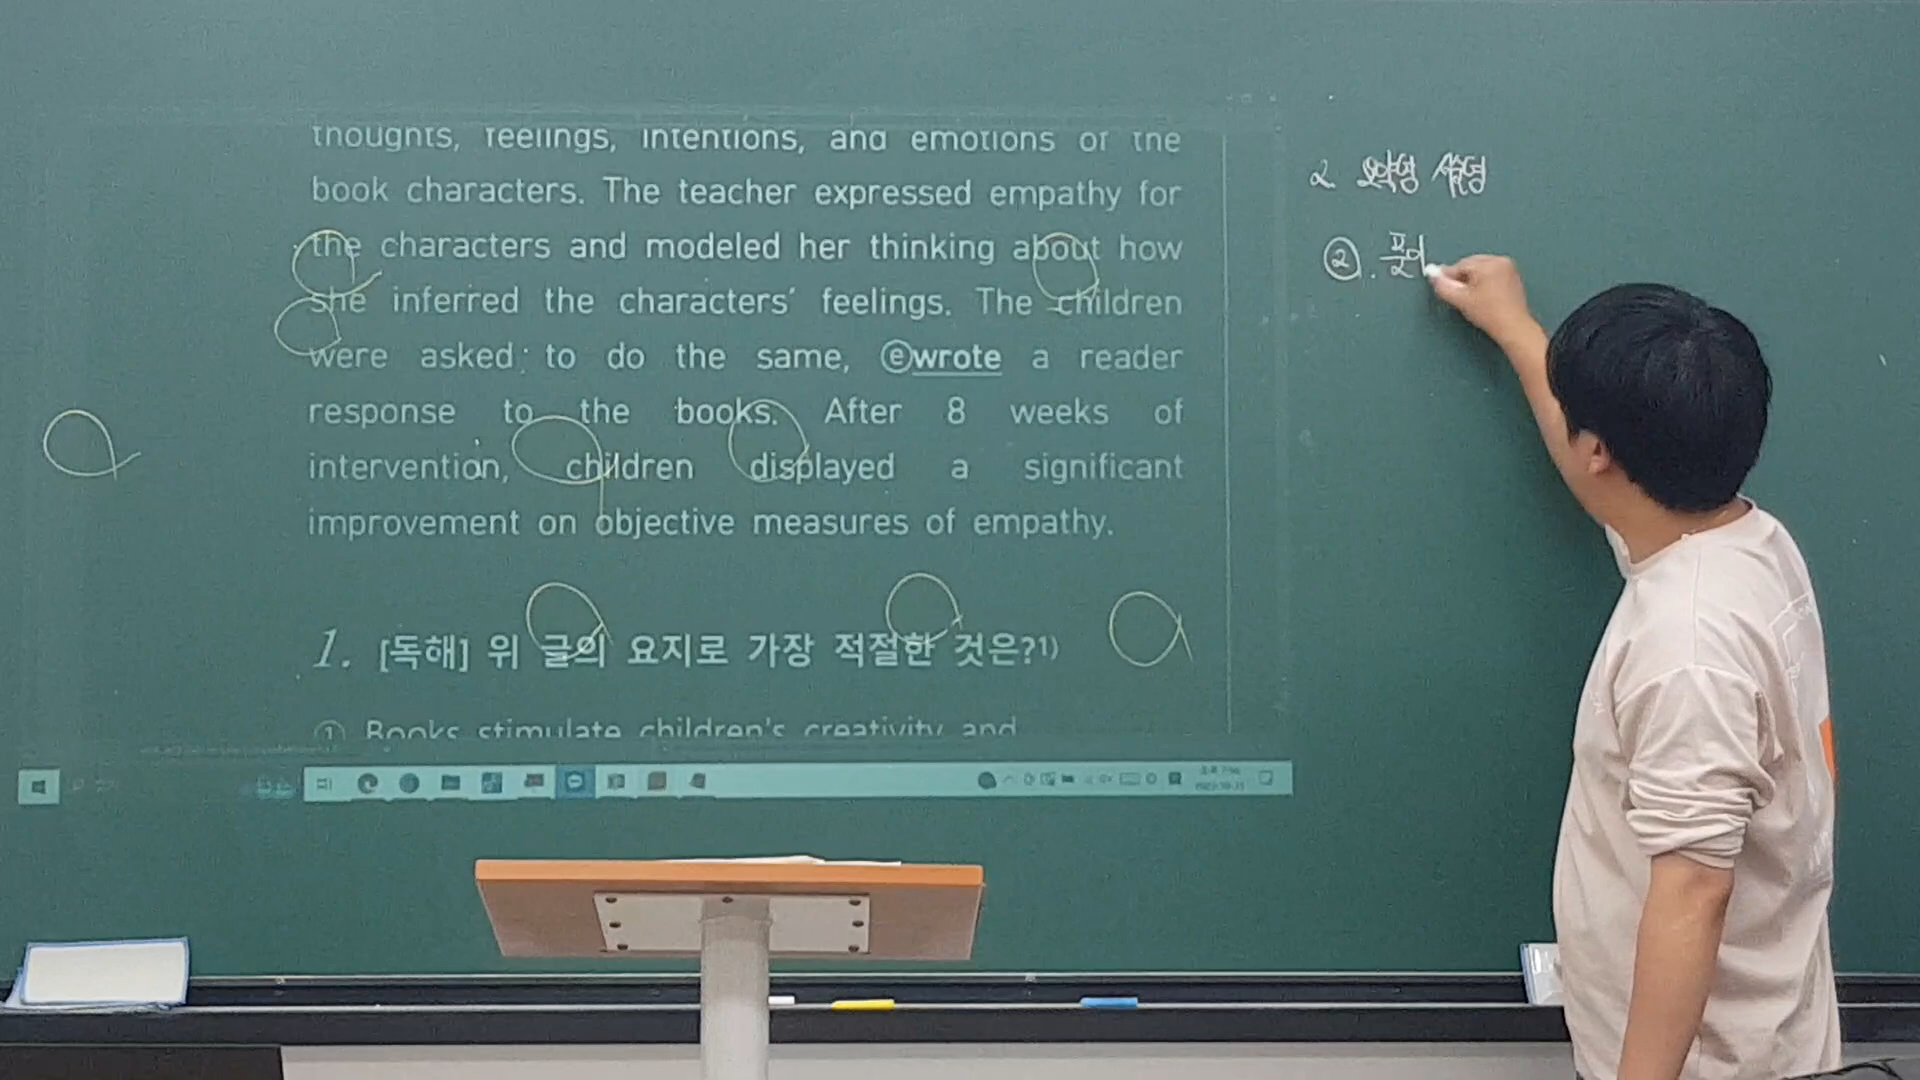 thoughts, feelings, intentions, and emotions of the
book characters. The teacher expressed empathy for
the characters and modeled her thinking about how
she inferred the characters' feelings. The children
were asked to do the same, ⓔwrote a reader
response to the books. After 8 weeks of
intervention, children displayed a significant
improvement on objective measures of empathy.
1. [독해] 위 글의 요지로 가장 적절한 것은?1)
① Books stimulate children's creativity and
2 요약형 서술형
②. 표어